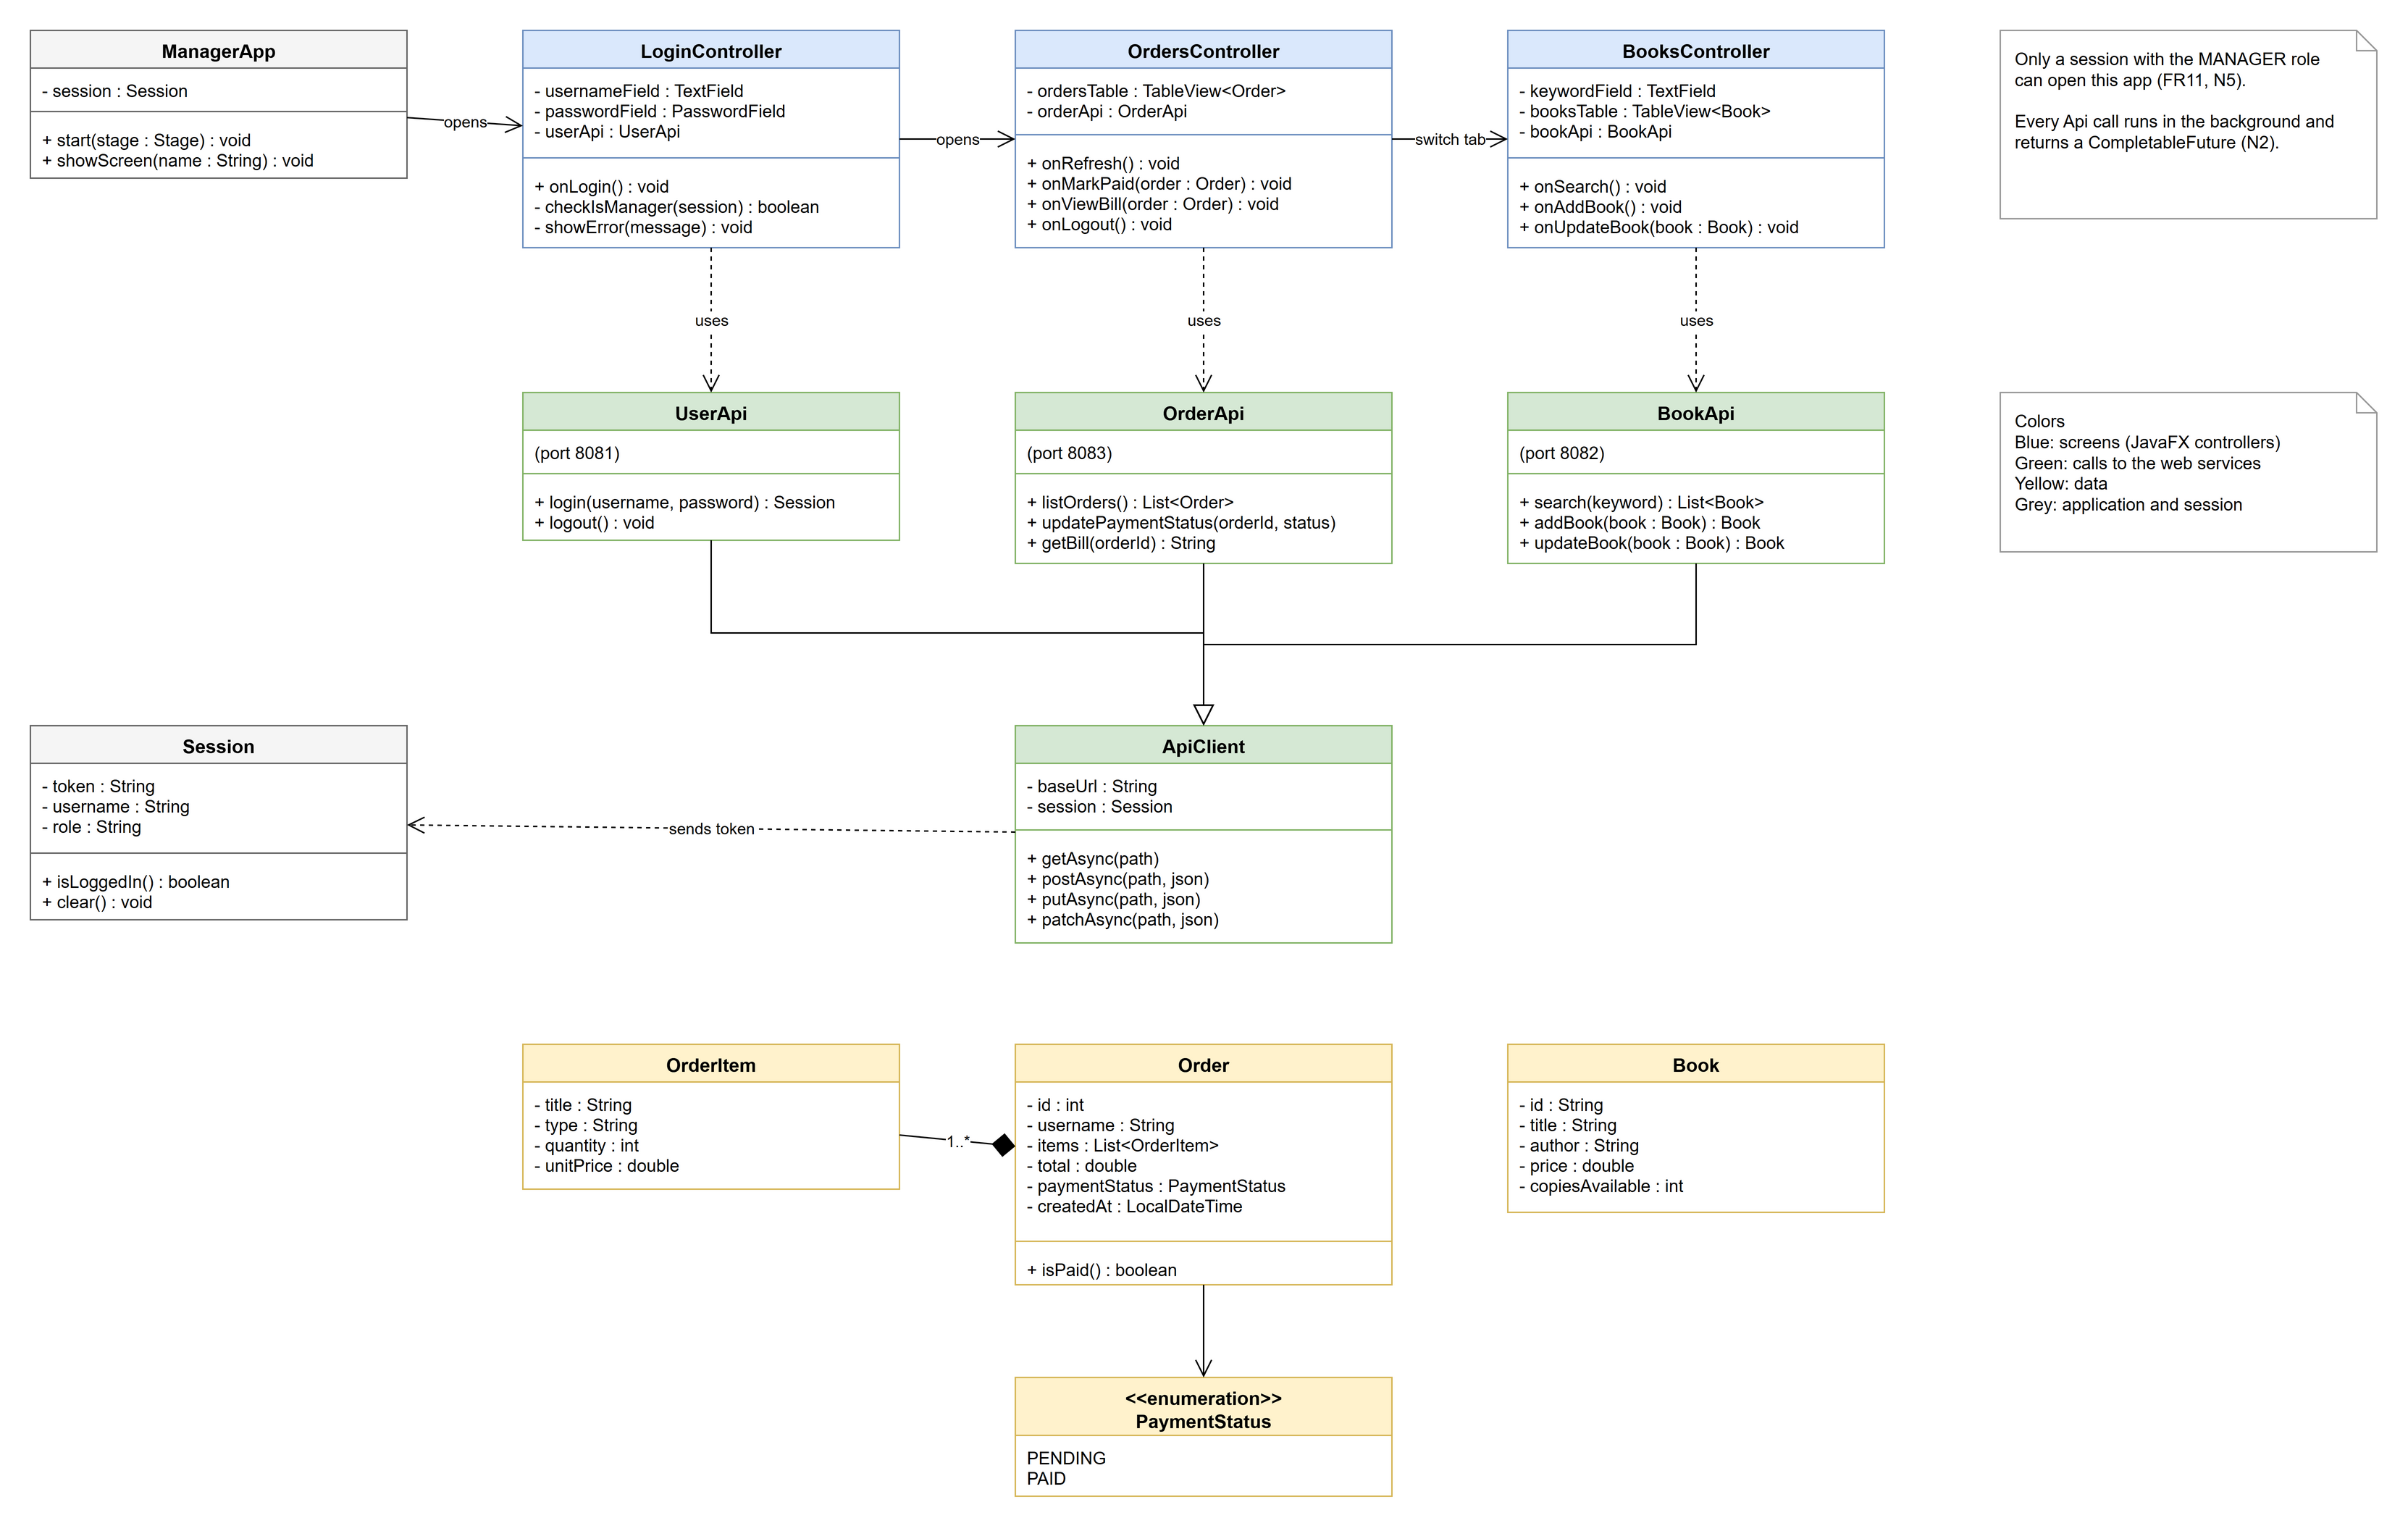 ManagerApp
- session : Session
+ start(stage : Stage) : void
+ showScreen(name : String) : void
opens
LoginController
- usernameField : TextField
- passwordField : PasswordField
- userApi : UserApi
+ onLogin() : void
- checkIsManager(session) : boolean
- showError(message) : void
opens
OrdersController
- ordersTable : TableView<Order>
- orderApi : OrderApi
+ onRefresh() : void
+ onMarkPaid(order : Order) : void
+ onViewBill(order : Order) : void
+ onLogout() : void
switch tab
BooksController
- keywordField : TextField
- booksTable : TableView<Book>
- bookApi : BookApi
+ onSearch() : void
+ onAddBook() : void
+ onUpdateBook(book : Book) : void
Only a session with the MANAGER role
can open this app (FR11, N5).
Every Api call runs in the background and
returns a CompletableFuture (N2).
uses
uses
uses
UserApi
(port 8081)
+ login(username, password) : Session
+ logout() : void
OrderApi
(port 8083)
+ listOrders() : List<Order>
+ updatePaymentStatus(orderId, status)
+ getBill(orderId) : String
BookApi
(port 8082)
+ search(keyword) : List<Book>
+ addBook(book : Book) : Book
+ updateBook(book : Book) : Book
Colors
Blue: screens (JavaFX controllers)
Green: calls to the web services
Yellow: data
Grey: application and session
Session
- token : String
- username : String
- role : String
+ isLoggedIn() : boolean
+ clear() : void
sends token
ApiClient
- baseUrl : String
- session : Session
+ getAsync(path)
+ postAsync(path, json)
+ putAsync(path, json)
+ patchAsync(path, json)
OrderItem
- title : String
- type : String
- quantity : int
- unitPrice : double
1..*
Order
- id : int
- username : String
- items : List<OrderItem>
- total : double
- paymentStatus : PaymentStatus
- createdAt : LocalDateTime
+ isPaid() : boolean
Book
- id : String
- title : String
- author : String
- price : double
- copiesAvailable : int
<<enumeration>>
PaymentStatus
PENDING
PAID